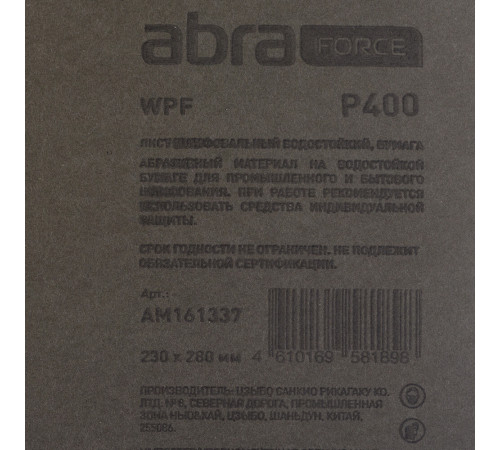 abra FORCE
WPF P400
ЛИСТ ШЛИФОВАЛЬНЫЙ ВОДОСТОЙКИЙ, БУМАГА
АБРАЗИВНЫЙ МАТЕРИАЛ НА ВОДОСТОЙКОЙ
БУМАГЕ ДЛЯ ПРОМЫШЛЕННОГО И БЫТОВОГО
ИСПОЛЬЗОВАНИЯ. ПРИ РАБОТЕ РЕКОМЕНДУЕТСЯ
ИСПОЛЬЗОВАТЬ СРЕДСТВА ИНДИВИДУАЛЬНОЙ
ЗАЩИТЫ.
СРОК ГОДНОСТИ НЕ ОГРАНИЧЕН. НЕ ПОДЛЕЖИТ
ОБЯЗАТЕЛЬНОЙ СЕРТИФИКАЦИИ.
Арт.:
AM161337
230 x 280 мм 4 610169 581898
ПРОИЗВОДИТЕЛЬ: ЦЗЫБО САНКИО РИКАГАКУ КО.
ЛТД. №6, СЕВЕРНАЯ ДОРОГА, ПРОМЫШЛЕННАЯ
ЗОНА ЦЗЫБО, ШАНЬДУН, КИТАЙ,
255086.